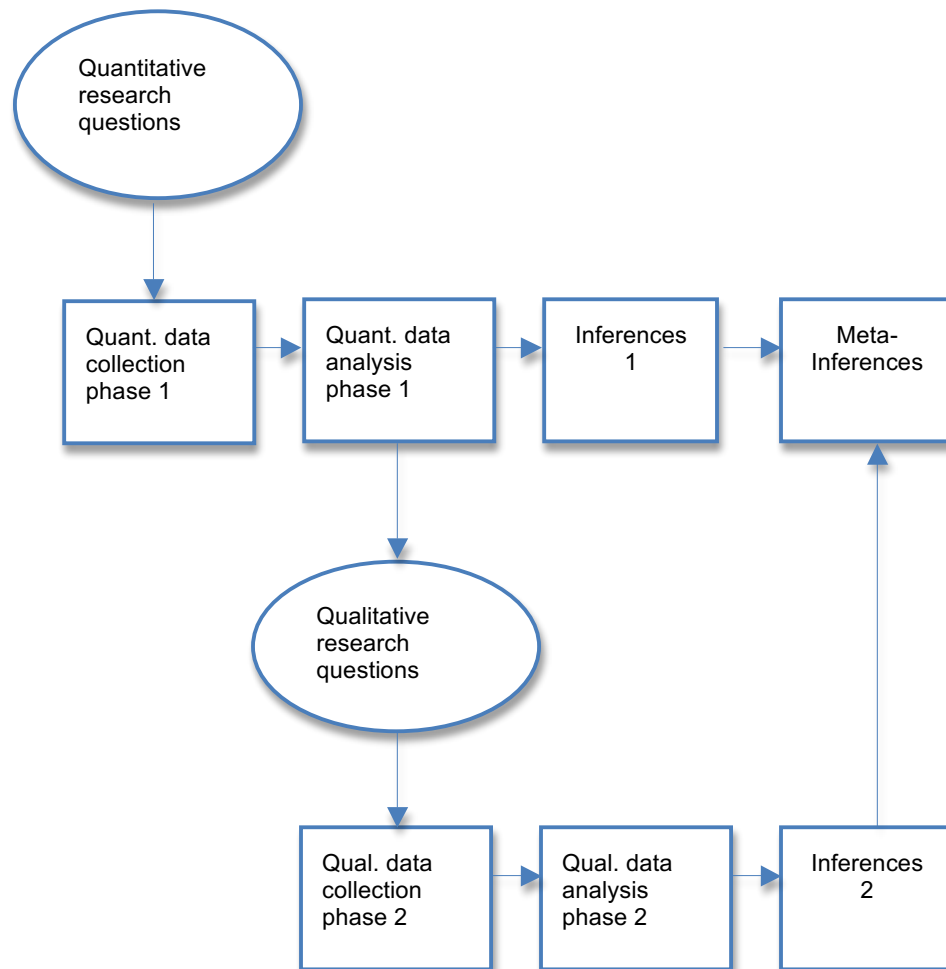 Quantitative
research
questions
Quant. data
collection
phase 1
Quant. data
analysis
phase 1
Inferences
1
Meta-
Inferences
Qualitative
research
questions
Qual. data
collection
phase 2
Qual. data
analysis
phase 2
Inferences
2